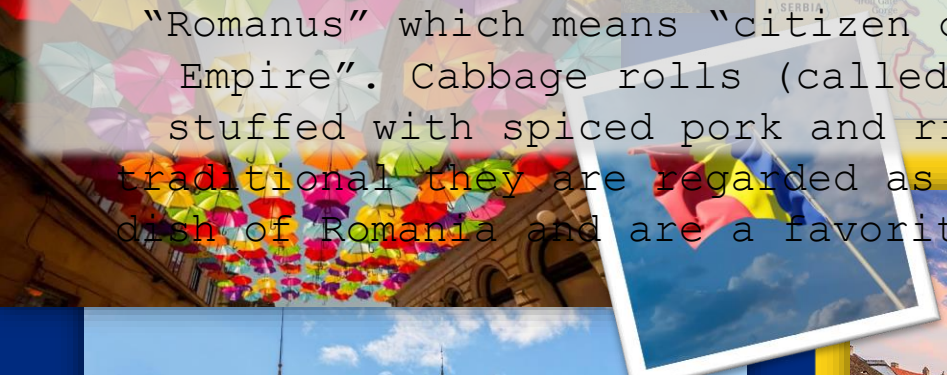 SERBIA
“Romanus” which means “citizen
Empire”. Cabbage rolls (called
stuffed with spiced pork and
traditional they are regarded as
dish of Romania and are a